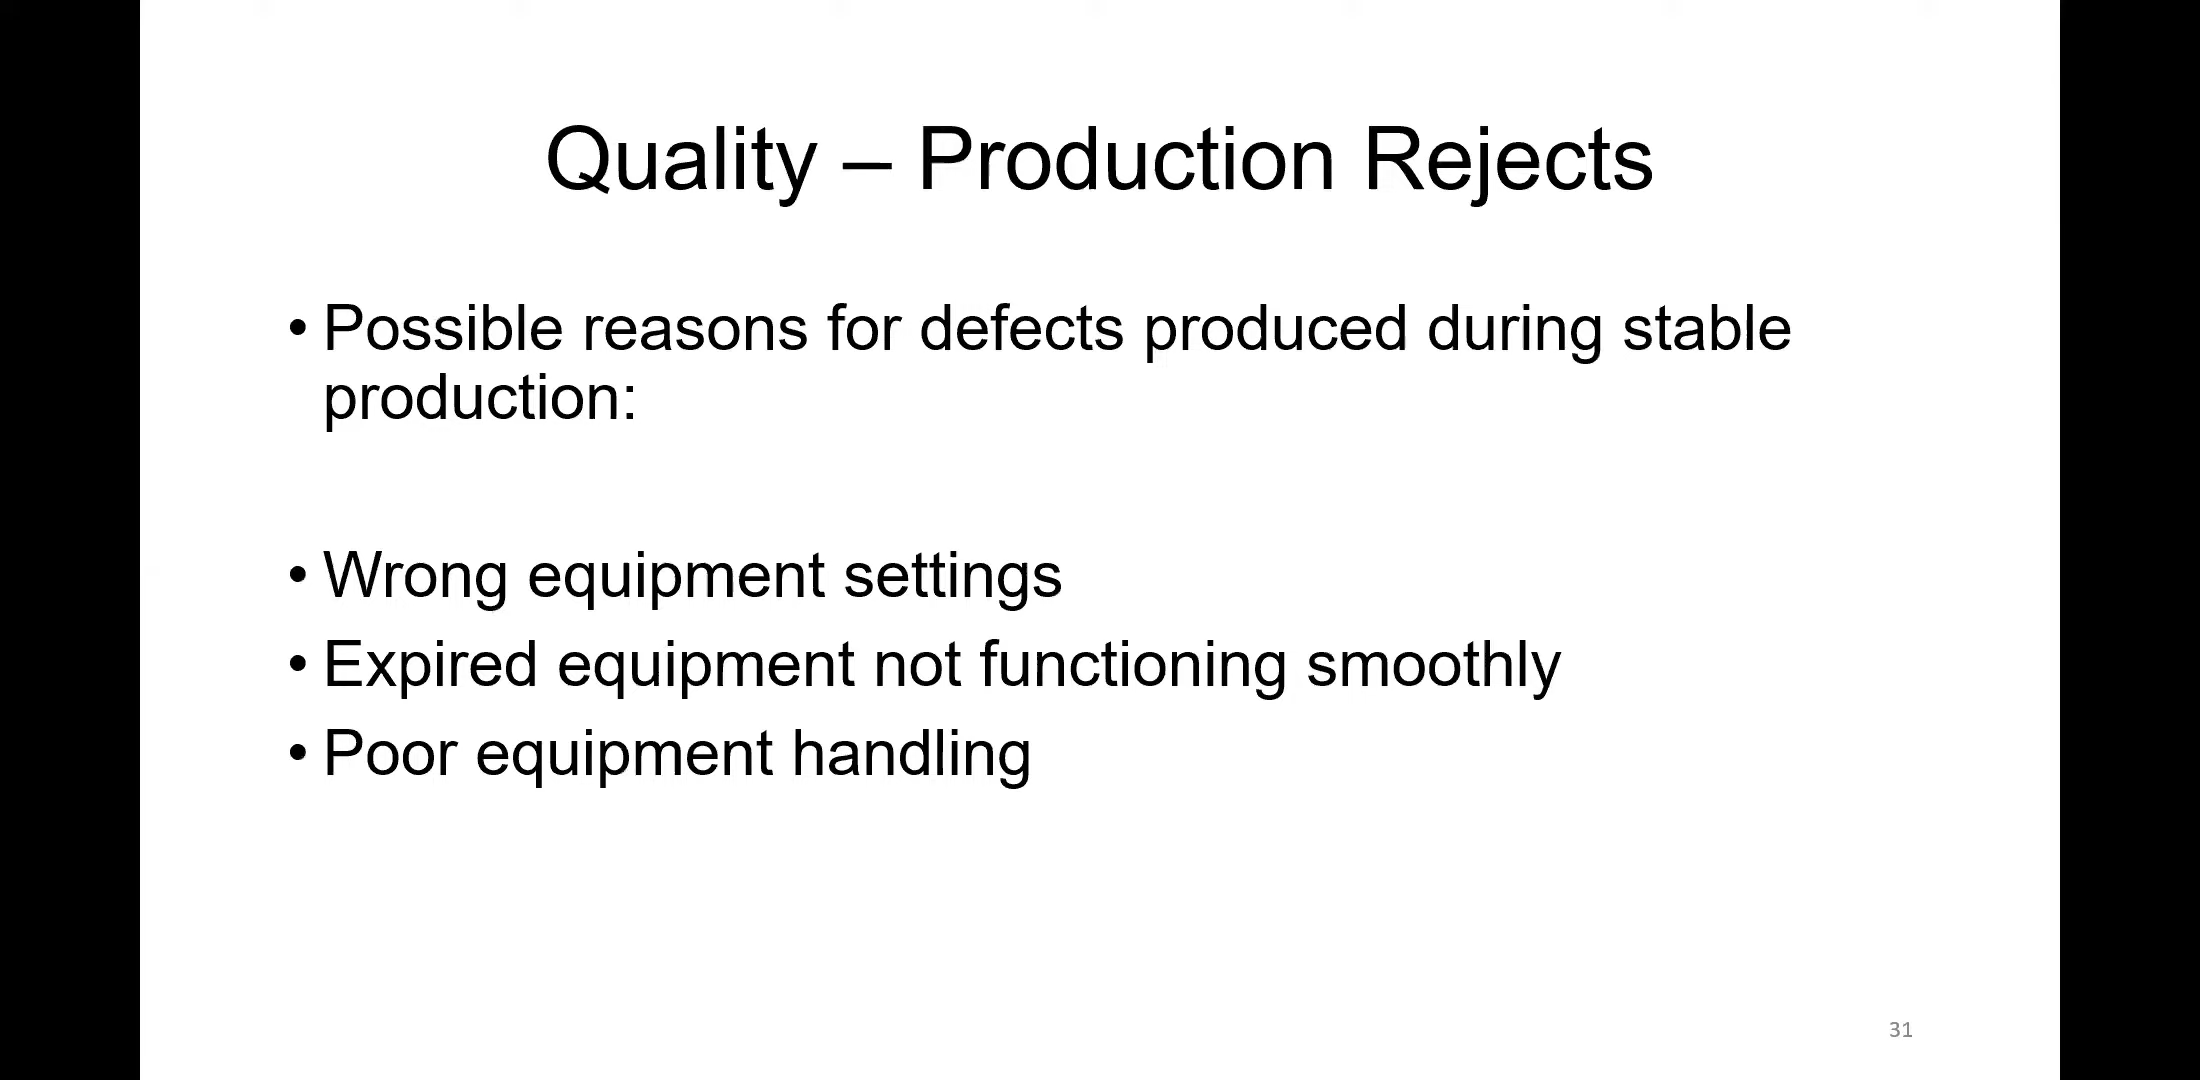 Quality – Production Rejects
• Possible reasons for defects produced during stable
production:
• Wrong equipment settings
• Expired equipment not functioning smoothly
• Poor equipment handling
31